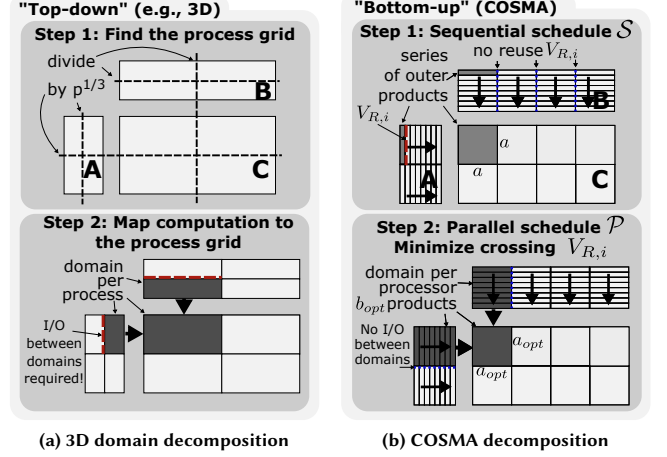 "Top-down" (e.g., 3D)
Step 1: Find the process grid
divide
by p^{1/3}
B
A
C
Step 2: Map computation to
the process grid
domain
per
process
I/O
between
domains
required!
(a) 3D domain decomposition
"Bottom-up" (COSMA)
Step 1: Sequential schedule 𝒮
series
of outer
products
no reuse V_{R,i}
V_{R,i}
B
A
a
a
C
Step 2: Parallel schedule 𝒫
Minimize crossing V_{R,i}
domain per
processor
b_{opt} products
No I/O
between
domains
a_{opt}
a_{opt}
(b) COSMA decomposition